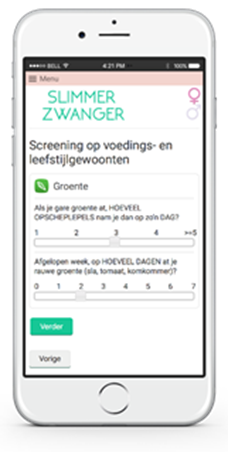 BELL 4:21 PM 100%
Menu
SLIMMER
ZWANGER
Screening op voedings- en
leefstijlgewoonten
Groente
Als je gare groente at, HOEVEEL
OPSCHEPLEPELS nam je dan op zo'n DAG?
1 2 3 4 >=5
Afgelopen week, op HOEVEEL DAGEN at je
rauwe groente (sla, tomaat, komkommer)?
0 1 2 3 4 5 6 7
Verder
Vorige